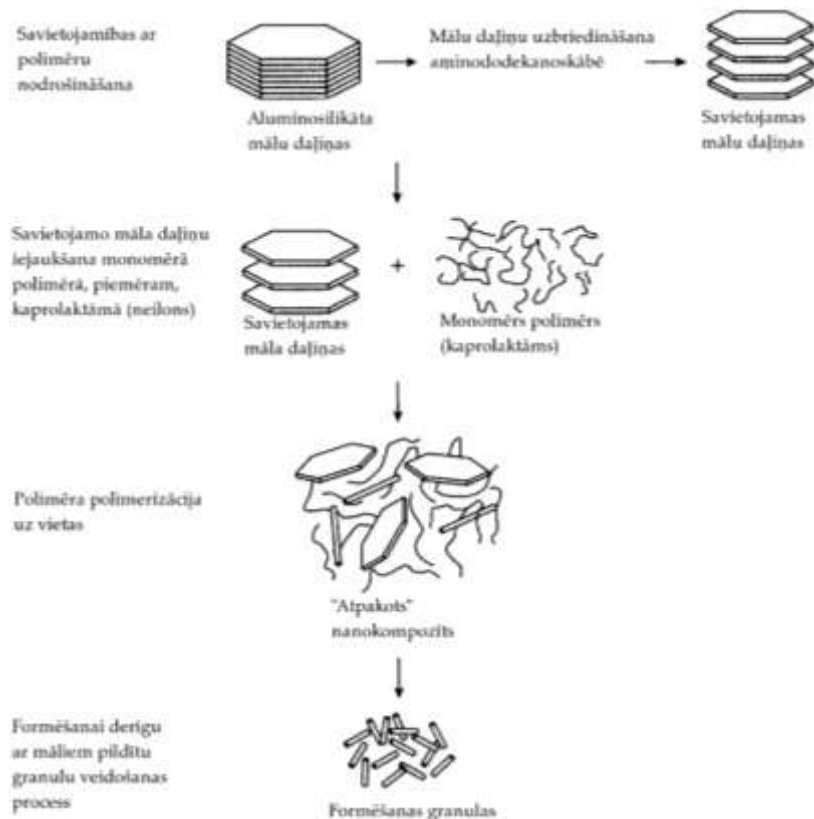 Savietojamības ar
polimēru
nodrošināšana
Aluminosilikāta
mālu daļiņas
Mālu daļiņu uzbriedināšana
aminododekanoskābē
Savietojamas
mālu daļiņas
Savietojamo māla daļiņu
iejaukšana monomērā
polimērā, piemēram,
kaprolaktāmā (neilons)
Savietojamas
māla daļiņas
+
Monomērs polimērs
(kaprolaktāms)
Polimēra polimerizācija
uz vietas
"Atpakots"
nanokompozīts
Formēšanai derīgu
ar māliem pildītu
granulu veidošanas
process
Formēšanas granulas